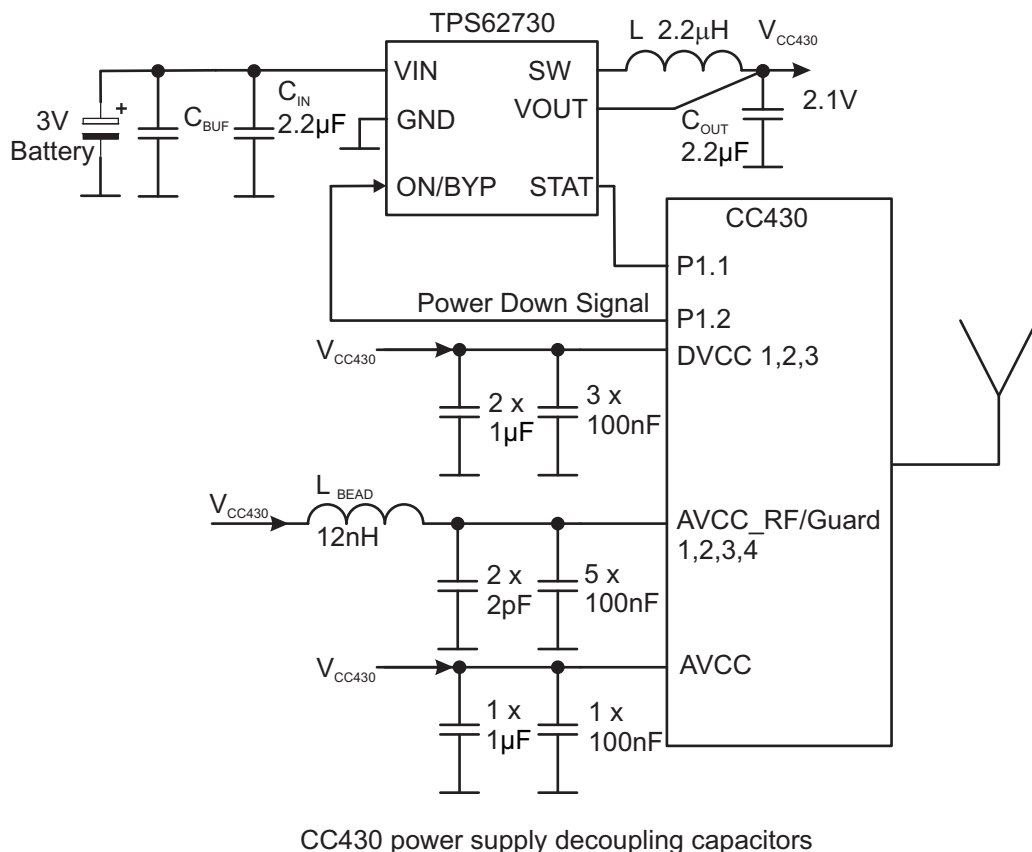 TPS62730
L 2.2μH
V_CC430
VIN
SW
C_IN
2.2μF
C_BUF
3V
Battery
+
GND
VOUT
2.1V
C_OUT
2.2μF
ON/BYP
STAT
CC430
P1.1
Power Down Signal
P1.2
V_CC430
DVCC 1,2,3
2 x
1μF
3 x
100nF
L_BEAD
V_CC430
12nH
AVCC_RF/Guard
1,2,3,4
2 x
2pF
5 x
100nF
V_CC430
AVCC
1 x
1μF
1 x
100nF
CC430 power supply decoupling capacitors